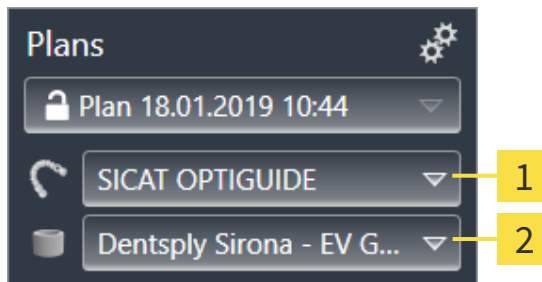 Plans
Plan 18.01.2019 10:44
SICAT OPTIGUIDE
1
Dentsply Sirona - EV G...
2